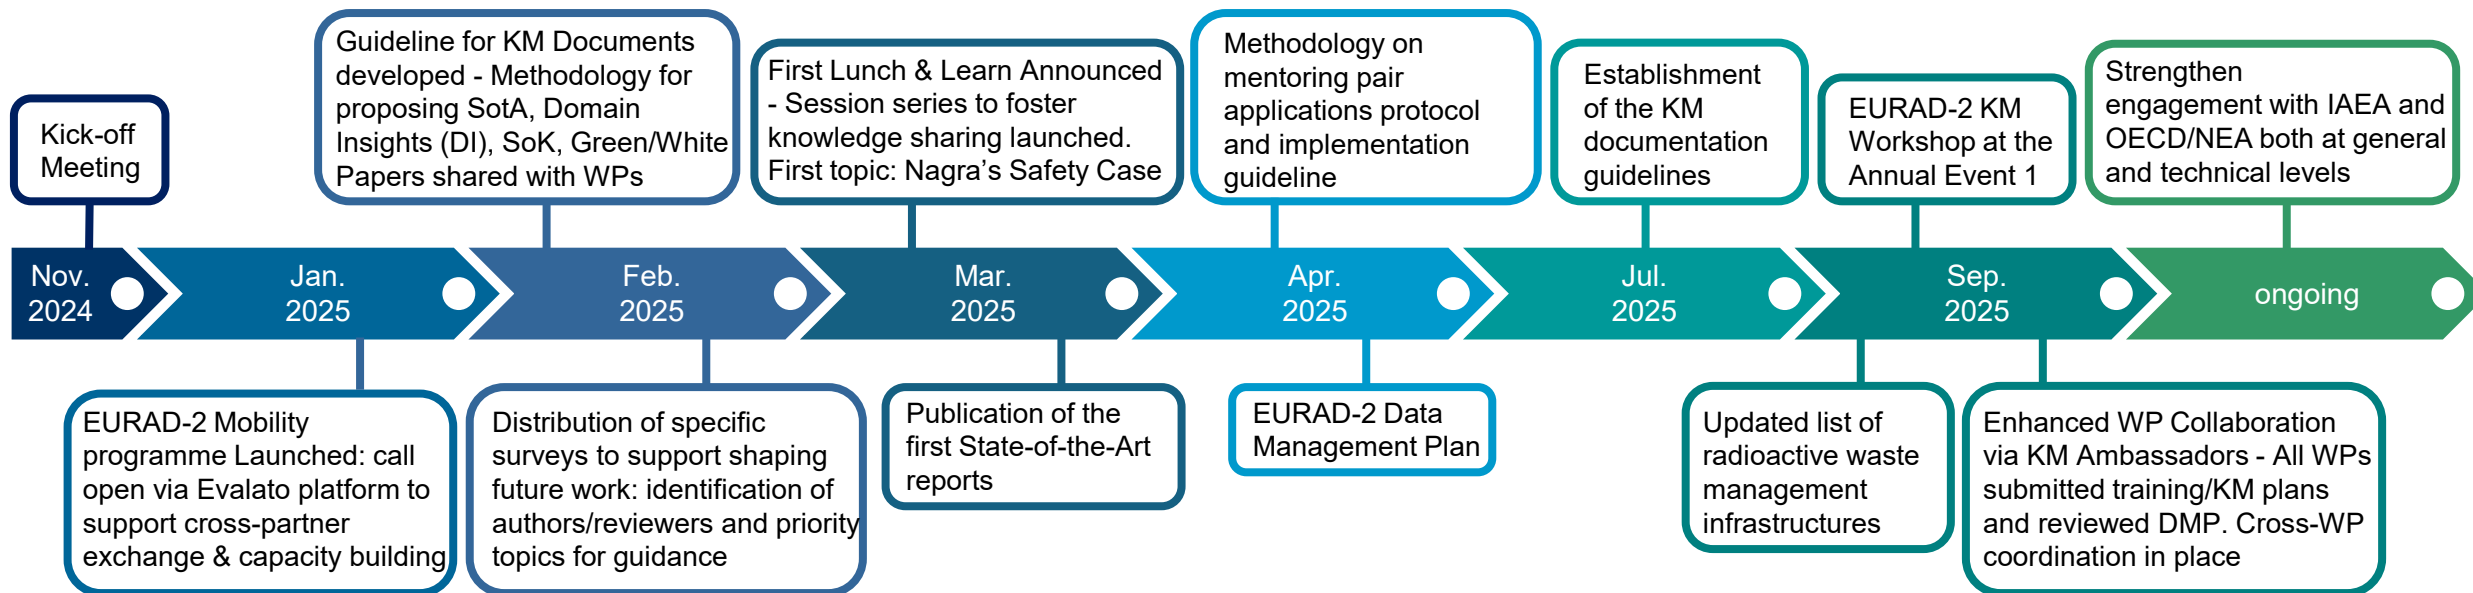 Kick-off
Meeting
Guideline for KM Documents
developed - Methodology for
proposing SotA, Domain
Insights (DI), SoK, Green/White
Papers shared with WPs
First Lunch & Learn Announced
- Session series to foster
knowledge sharing launched.
First topic: Nagra’s Safety Case
Methodology on
mentoring pair
applications protocol
and implementation
guideline
Establishment
of the KM
documentation
guidelines
EURAD-2 KM
Workshop at the
Annual Event 1
Strengthen
engagement with IAEA and
OECD/NEA both at general
and technical levels
Nov.
2024
Jan.
2025
Feb.
2025
Mar.
2025
Apr.
2025
Jul.
2025
Sep.
2025
ongoing
EURAD-2 Mobility
programme Launched: call
open via Evalato platform to
support cross-partner
exchange & capacity building
Distribution of specific
surveys to support shaping
future work: identification of
authors/reviewers and priority
topics for guidance
Publication of the
first State-of-the-Art
reports
EURAD-2 Data
Management Plan
Updated list of
radioactive waste
management
infrastructures
Enhanced WP Collaboration
via KM Ambassadors - All WPs
submitted training/KM plans
and reviewed DMP. Cross-WP
coordination in place